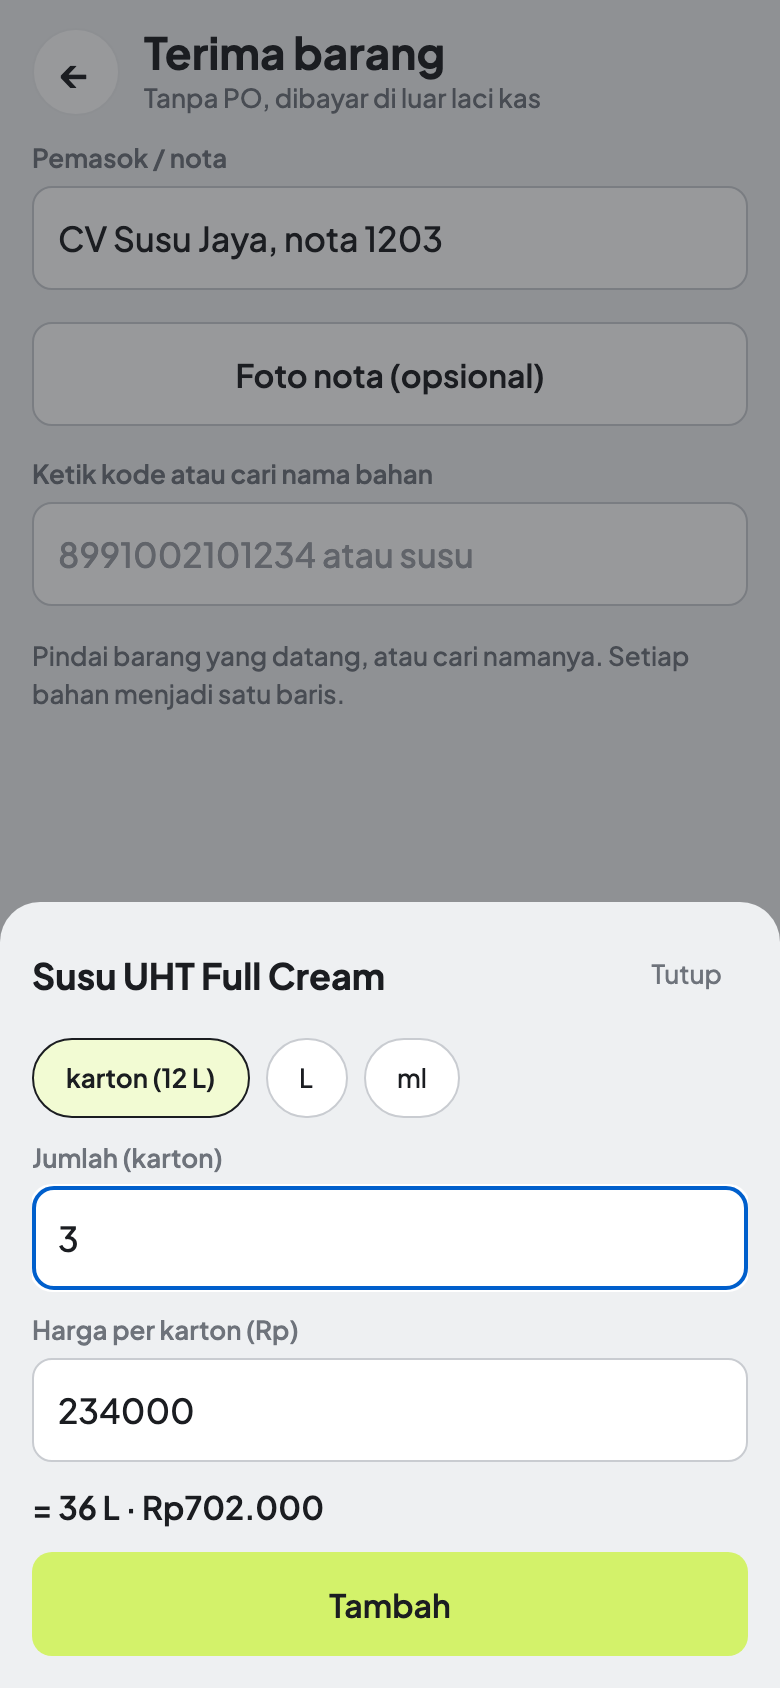 Terima barang
Tanpa PO, dibayar di luar laci kas
Pemasok / nota
CV Susu Jaya, nota 1203
Foto nota (opsional)
Ketik kode atau cari nama bahan
8991002101234 atau susu
Pindai barang yang datang, atau cari namanya. Setiap
bahan menjadi satu baris.
Susu UHT Full Cream
Tutup
karton (12 L)
L
ml
Jumlah (karton)
3
Harga per karton (Rp)
234000
= 36 L · Rp702.000
Tambah